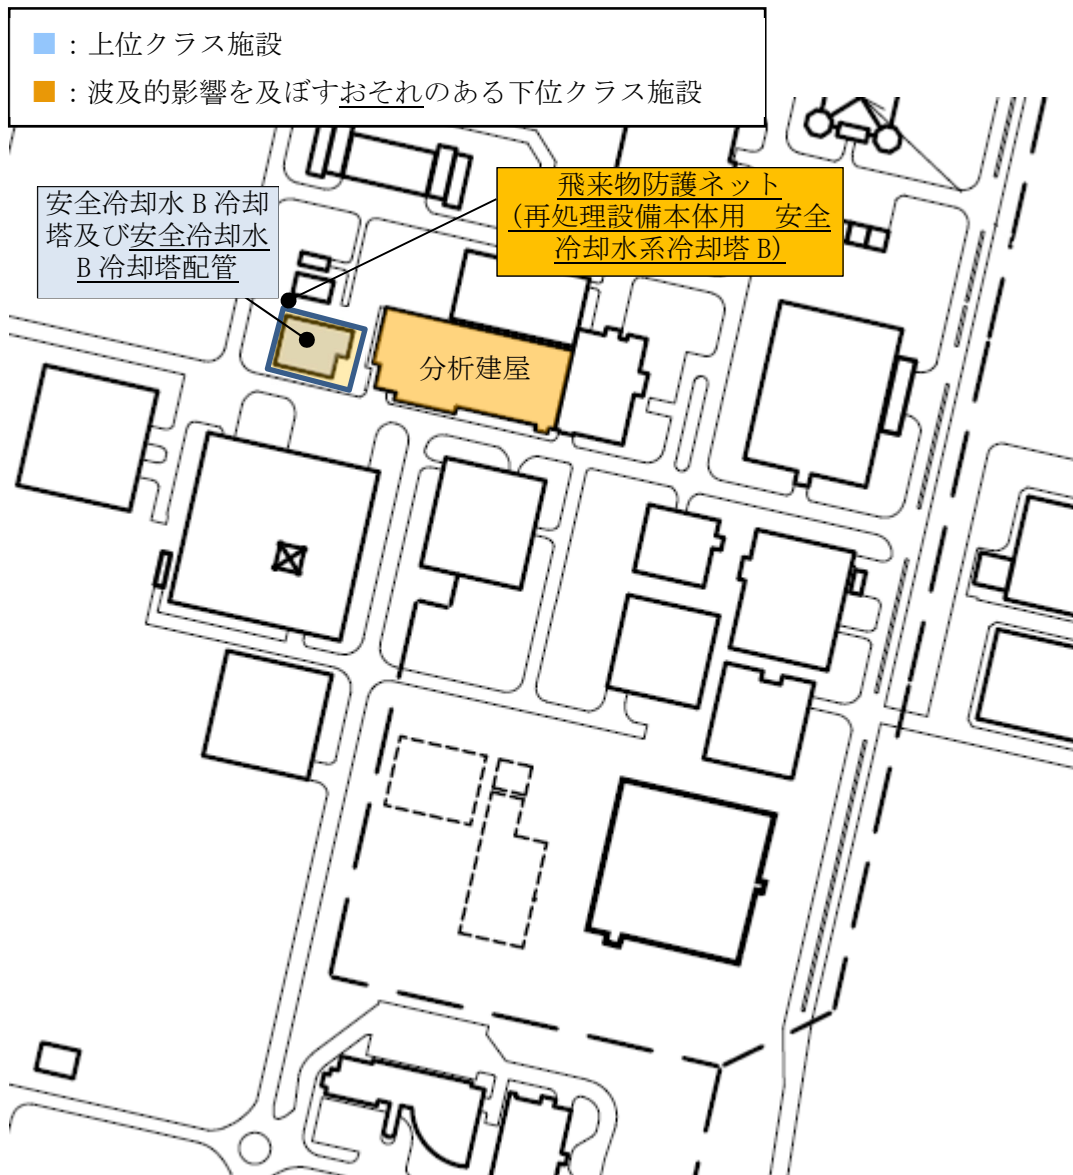 ■：上位クラス施設
■：波及的影響を及ぼすおそれのある下位クラス施設
安全冷却水 B 冷却
塔及び安全冷却水
B 冷却塔配管
飛来物防護ネット
(再処理設備本体用　安全
冷却水系冷却塔 B)
分析建屋